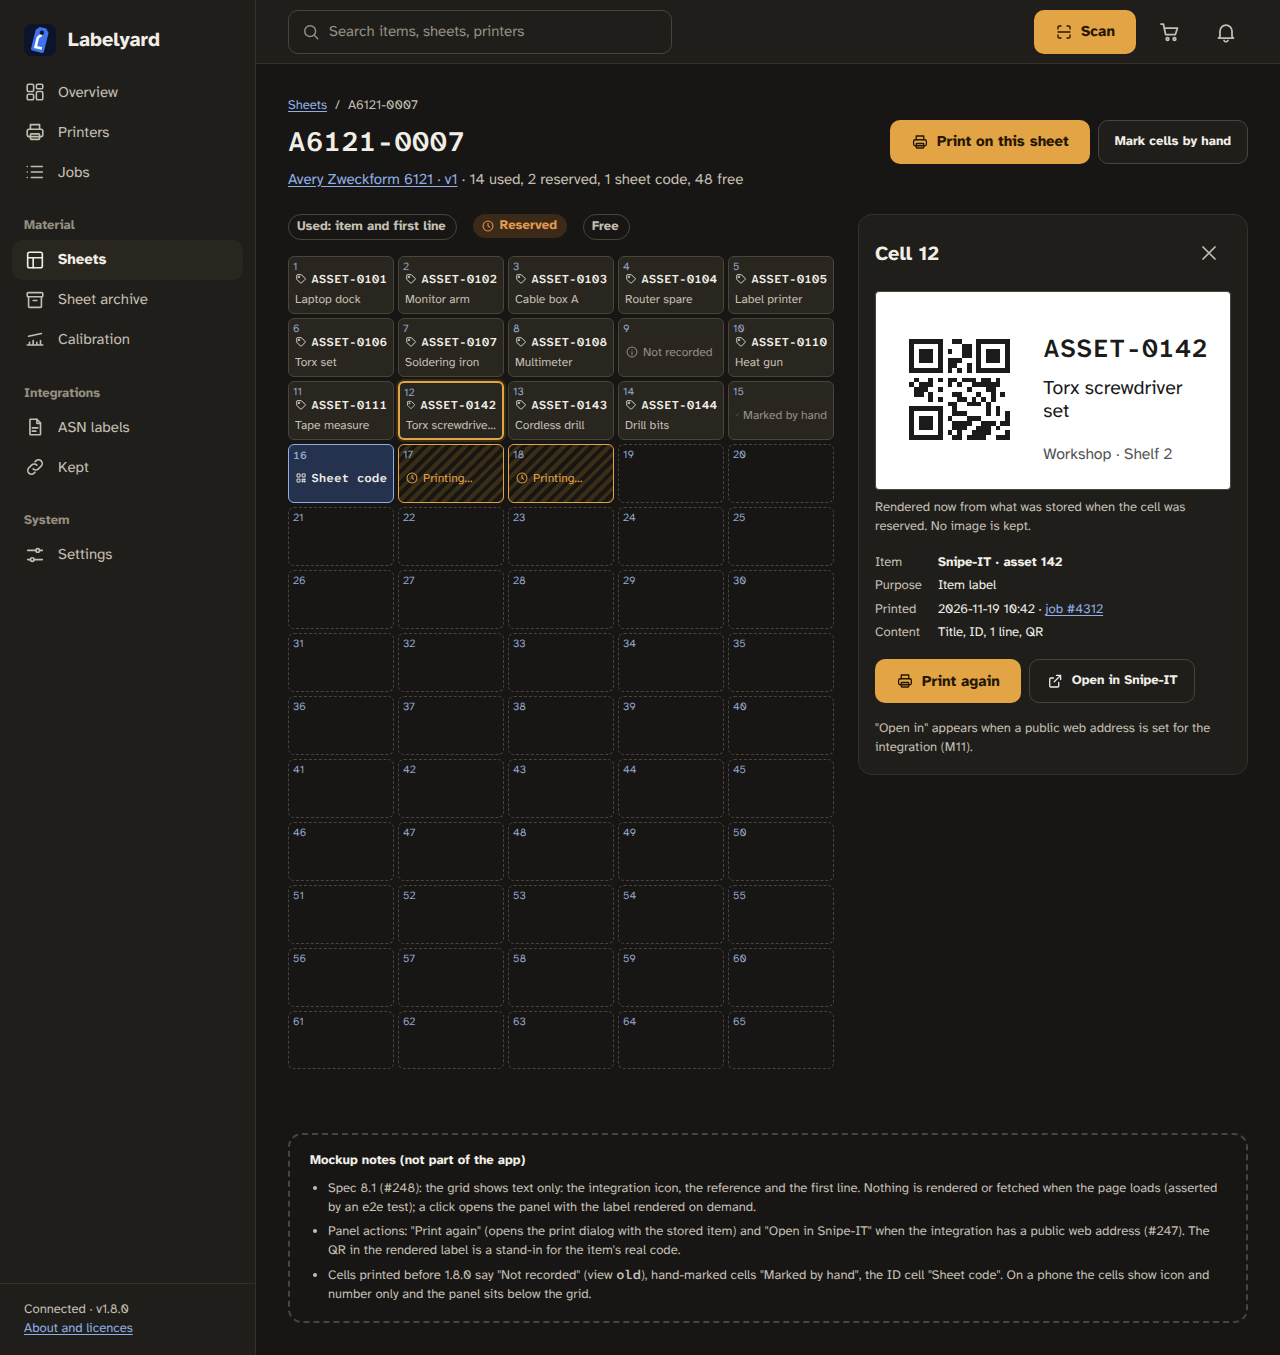 Labelyard
Search items, sheets, printers
Scan
Overview
Printers
Jobs
Material
Sheets
Sheet archive
Calibration
Integrations
ASN labels
Kept
System
Settings
Connected · v1.8.0
About and licences
Sheets / A6121-0007
A6121-0007
Print on this sheet
Mark cells by hand
Avery Zweckform 6121 · v1 · 14 used, 2 reserved, 1 sheet code, 48 free
Used: item and first line
Reserved
Free
1
ASSET-0101
Laptop dock
2
ASSET-0102
Monitor arm
3
ASSET-0103
Cable box A
4
ASSET-0104
Router spare
5
ASSET-0105
Label printer
6
ASSET-0106
Torx set
7
ASSET-0107
Soldering iron
8
ASSET-0108
Multimeter
9
Not recorded
10
ASSET-0110
Heat gun
11
ASSET-0111
Tape measure
12
ASSET-0142
Torx screwdrive...
13
ASSET-0143
Cordless drill
14
ASSET-0144
Drill bits
15
Marked by hand
16
Sheet code
17
Printing...
18
Printing...
19
20
21
22
23
24
25
26
27
28
29
30
31
32
33
34
35
36
37
38
39
40
41
42
43
44
45
46
47
48
49
50
51
52
53
54
55
56
57
58
59
60
61
62
63
64
65
Cell 12
ASSET-0142
Torx screwdriver
set
Workshop · Shelf 2
Rendered now from what was stored when the cell was
reserved. No image is kept.
Item Snipe-IT · asset 142
Purpose Item label
Printed 2026-11-19 10:42 · job #4312
Content Title, ID, 1 line, QR
Print again
Open in Snipe-IT
"Open in" appears when a public web address is set for the
integration (M11).
Mockup notes (not part of the app)
• Spec 8.1 (#248): the grid shows text only: the integration icon, the reference and the first line. Nothing is rendered or fetched when the page loads (asserted
by an e2e test); a click opens the panel with the label rendered on demand.
• Panel actions: "Print again" (opens the print dialog with the stored item) and "Open in Snipe-IT" when the integration has a public web address (#247). The
QR in the rendered label is a stand-in for the item's real code.
• Cells printed before 1.8.0 say "Not recorded" (view old), hand-marked cells "Marked by hand", the ID cell "Sheet code". On a phone the cells show icon and
number only and the panel sits below the grid.